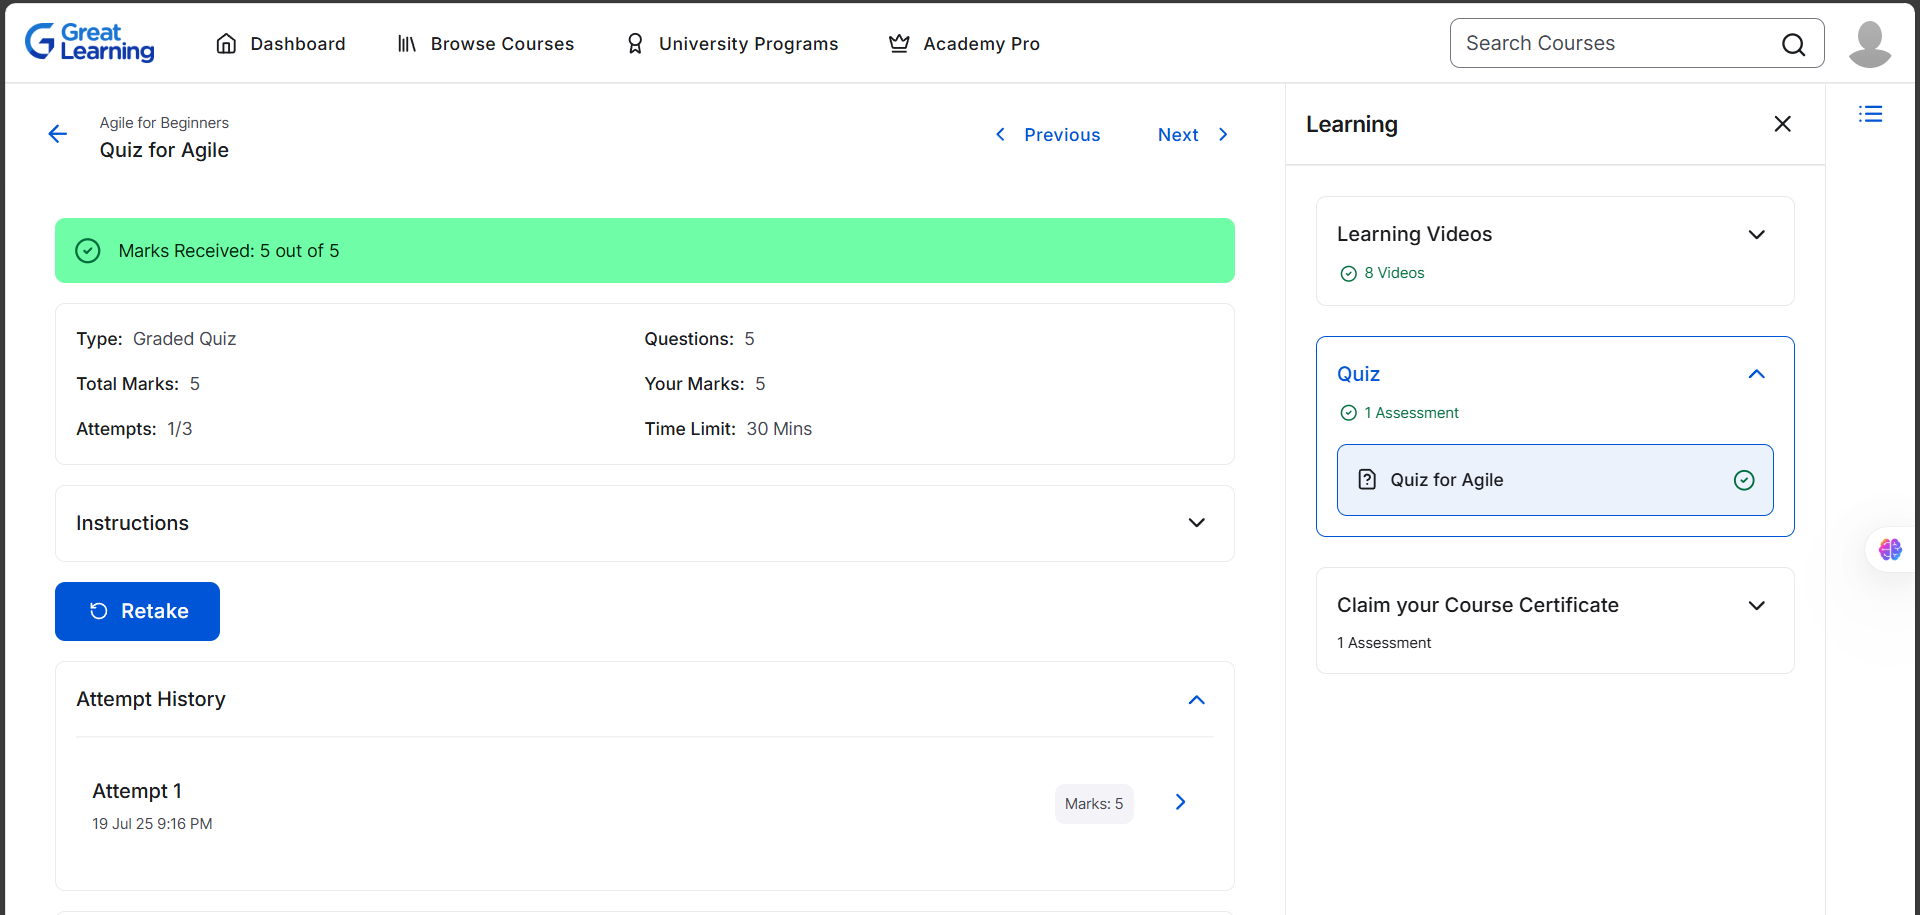 Great
Learning
Dashboard
Browse Courses
University Programs
Academy Pro
Search Courses
Agile for Beginners
Quiz for Agile
Previous
Next
Marks Received: 5 out of 5
Type: Graded Quiz
Questions: 5
Total Marks: 5
Your Marks: 5
Attempts: 1/3
Time Limit: 30 Mins
Instructions
Retake
Attempt History
Attempt 1
19 Jul 25 9:16 PM
Marks: 5
Learning
Learning Videos
8 Videos
Quiz
1 Assessment
Quiz for Agile
Claim your Course Certificate
1 Assessment